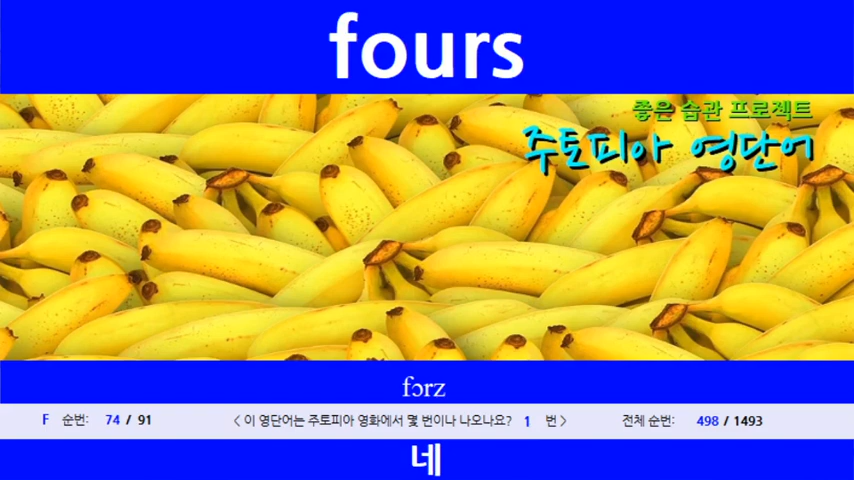 fours
좋은 습관 프로젝트
주토피아 영단어
fɔrz
F 순번: 74 / 91 < 이 영단어는 주토피아 영화에서 몇 번이나 나오나요? 1 번 > 전체 순번: 498 / 1493
네